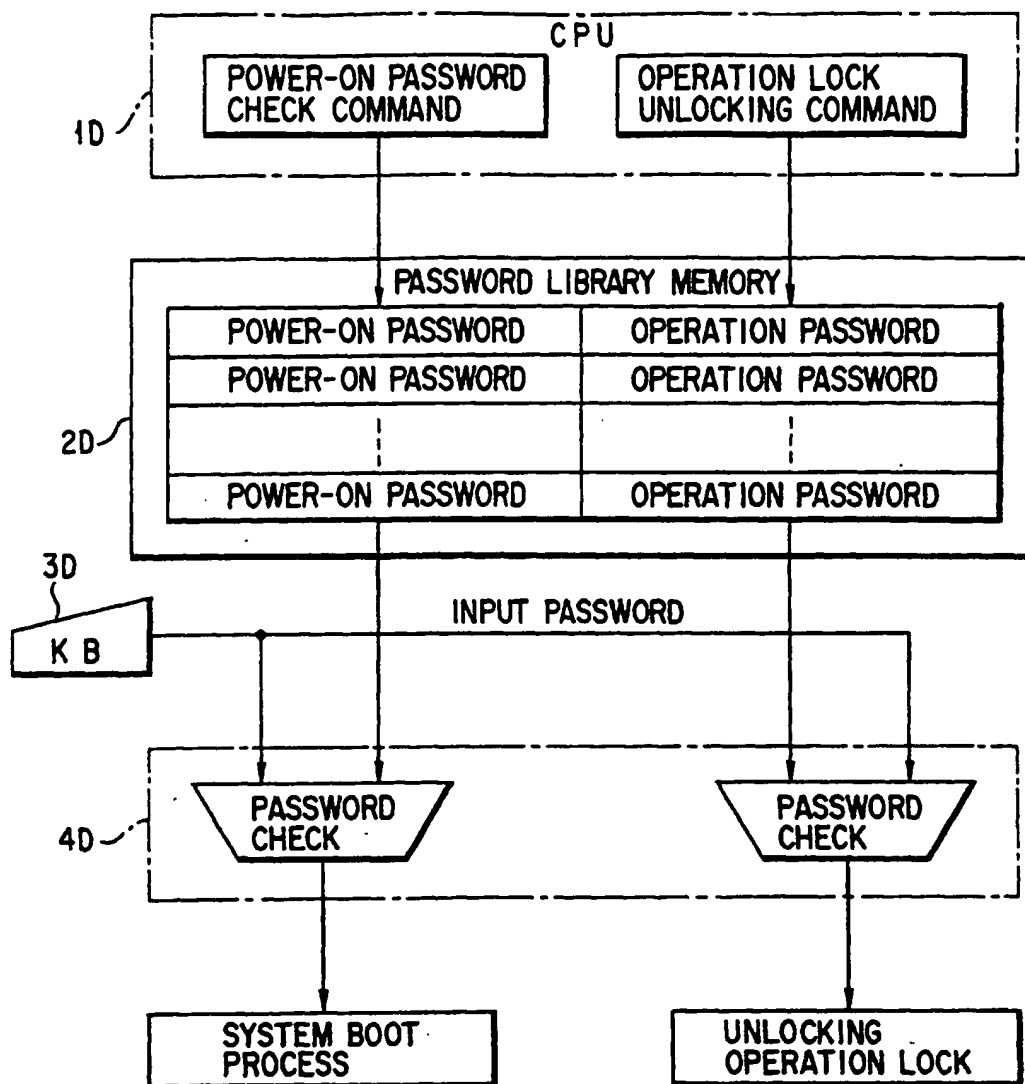 CPU
POWER-ON PASSWORD
CHECK COMMAND
OPERATION LOCK
UNLOCKING COMMAND
1D
PASSWORD LIBRARY MEMORY
POWER-ON PASSWORD
OPERATION PASSWORD
POWER-ON PASSWORD
OPERATION PASSWORD
2D
POWER-ON PASSWORD
OPERATION PASSWORD
3D
KB
INPUT PASSWORD
4D
PASSWORD
CHECK
PASSWORD
CHECK
SYSTEM BOOT
PROCESS
UNLOCKING
OPERATION LOCK